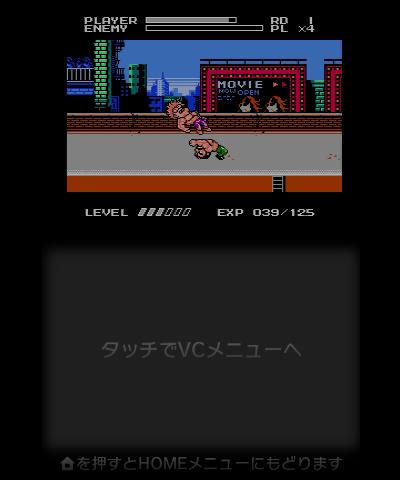 PLAYER RD 1
ENEMY PL ×4
MOVIE
NOW OPEN
LEVEL EXP 039/125
タッチでVCメニューへ
を押すとHOMEメニューにもどります